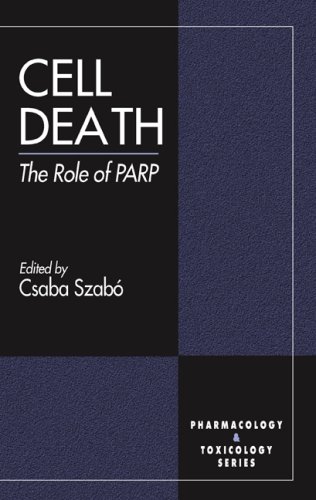 CELL
DEATH
The Role of PARP
Edited by
Csaba Szabó
PHARMACOLOGY
&
TOXICOLOGY
SERIES